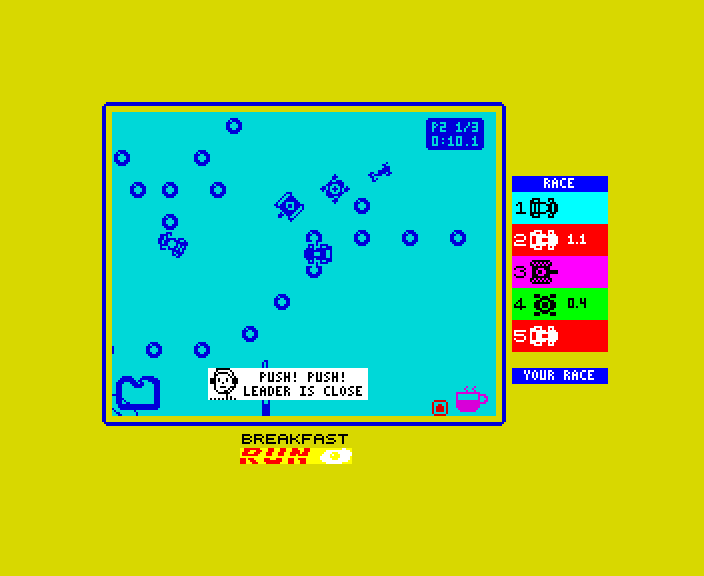 P2 1/3
0:10.1
RACE
1
2 1.1
3
4 0.4
5
YOUR RACE
PUSH! PUSH!
LEADER IS CLOSE
BREAKFAST
RUN